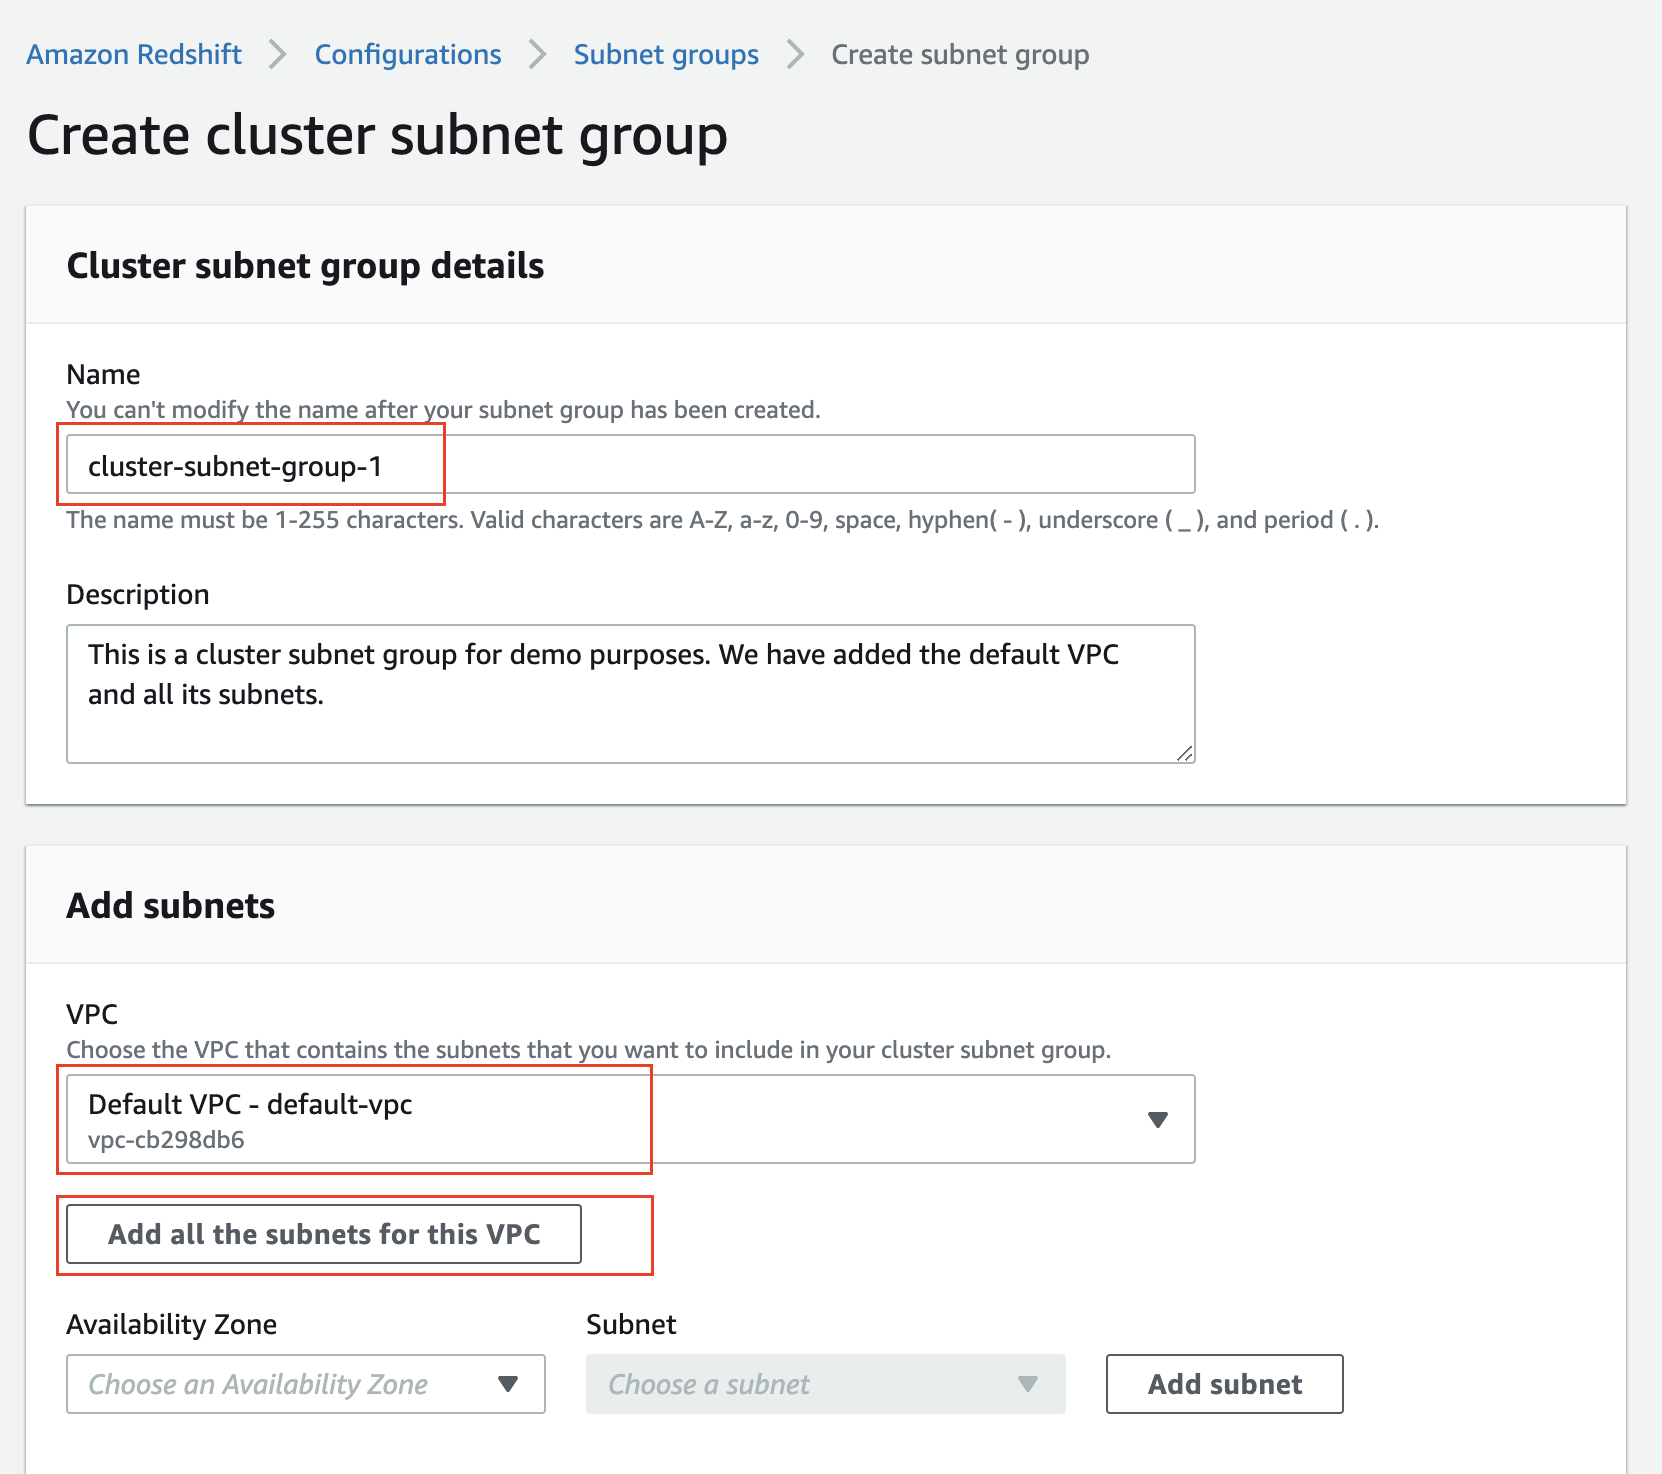 Amazon Redshift > Configurations > Subnet groups > Create subnet group
Create cluster subnet group
Cluster subnet group details
Name
You can't modify the name after your subnet group has been created.
cluster-subnet-group-1
The name must be 1-255 characters. Valid characters are A-Z, a-z, 0-9, space, hyphen( - ), underscore ( _ ), and period ( . ).
Description
This is a cluster subnet group for demo purposes. We have added the default VPC
and all its subnets.
Add subnets
VPC
Choose the VPC that contains the subnets that you want to include in your cluster subnet group.
Default VPC - default-vpc
vpc-cb298db6
Add all the subnets for this VPC
Availability Zone Subnet
Choose an Availability Zone Choose a subnet Add subnet